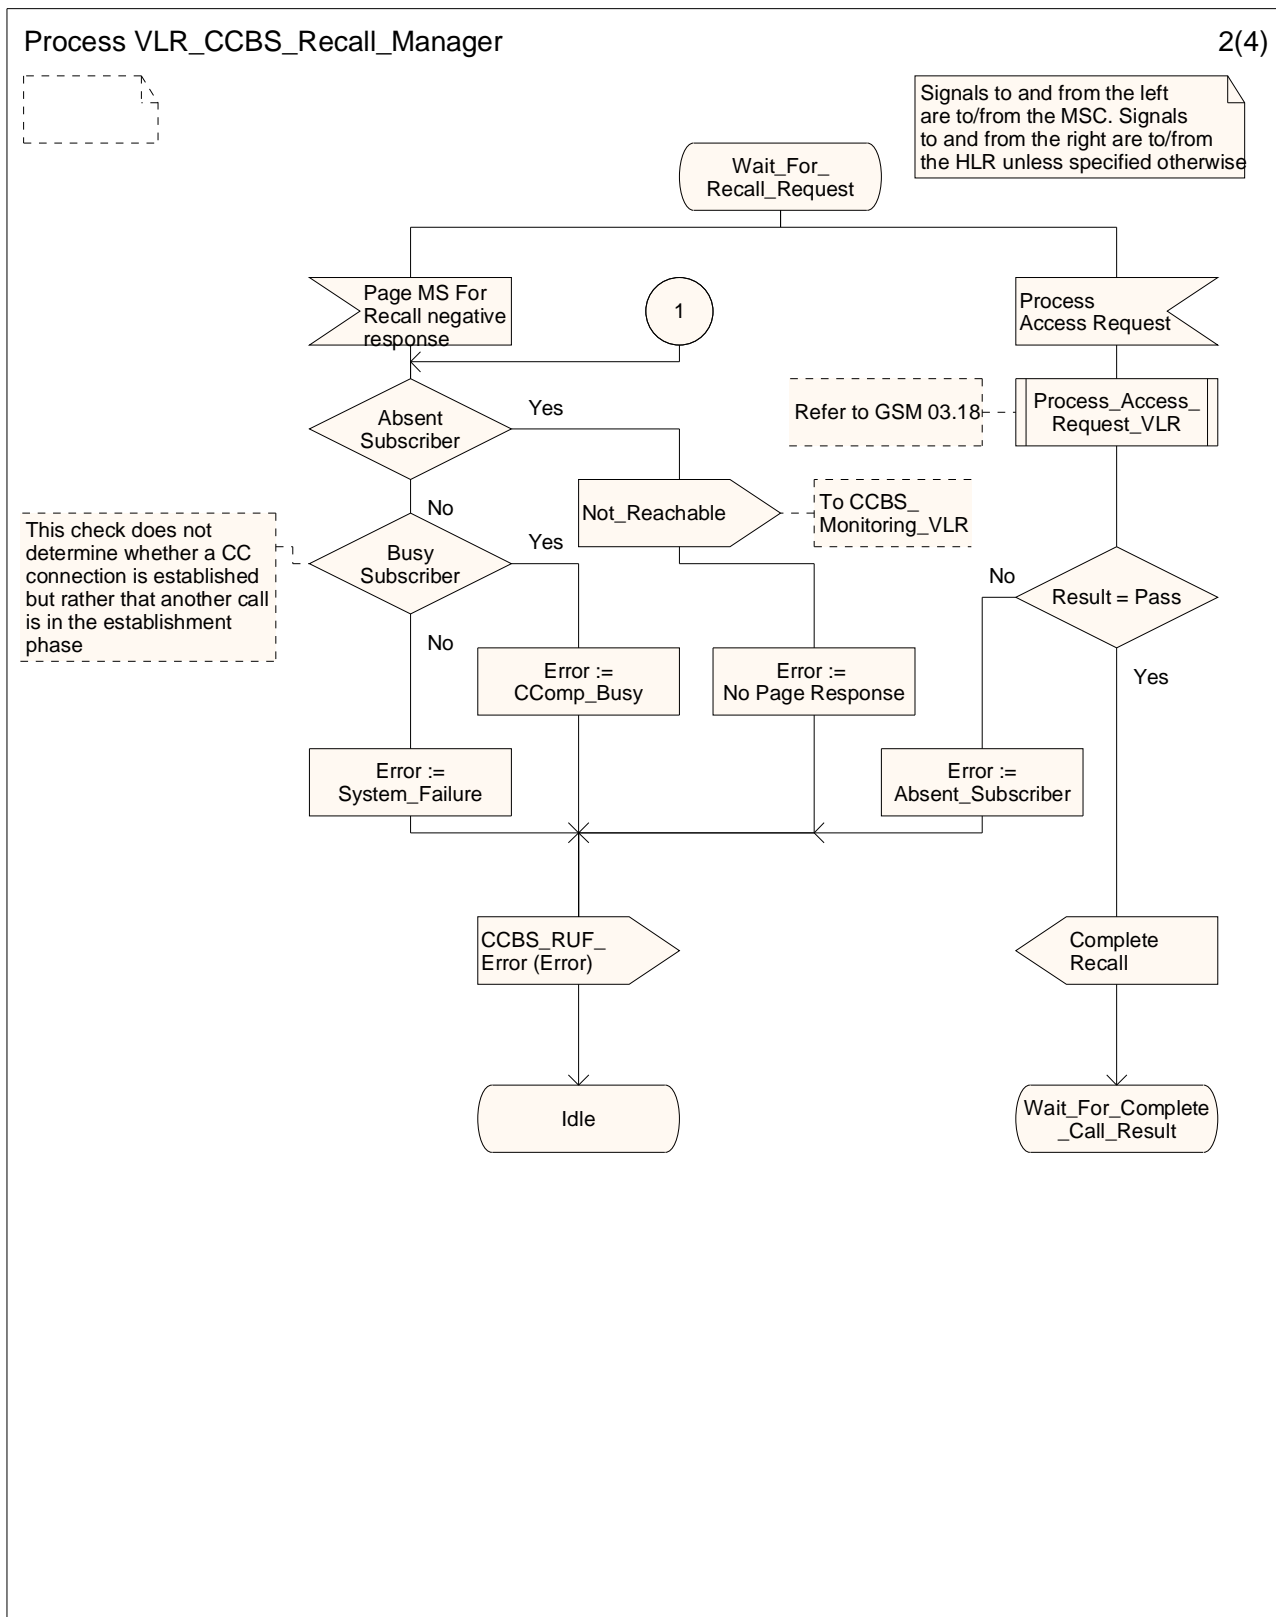 Process VLR_CCBS_Recall_Manager
2(4)
Signals to and from the left
are to/from the MSC. Signals
to and from the right are to/from
the HLR unless specified otherwise
Wait_For_
Recall_Request
Page MS For
Recall negative
response
1
Process
Access Request
Absent
Subscriber
Yes
Refer to GSM 03.18
Process_Access_
Request_VLR
No
Not_Reachable
To CCBS_
Monitoring_VLR
This check does not
determine whether a CC
connection is established
but rather that another call
is in the establishment
phase
Busy
Subscriber
Yes
No
Result = Pass
No
Yes
Error :=
CComp_Busy
Error :=
No Page Response
Error :=
System_Failure
Error :=
Absent_Subscriber
CCBS_RUF_
Error (Error)
Complete
Recall
Idle
Wait_For_Complete
_Call_Result